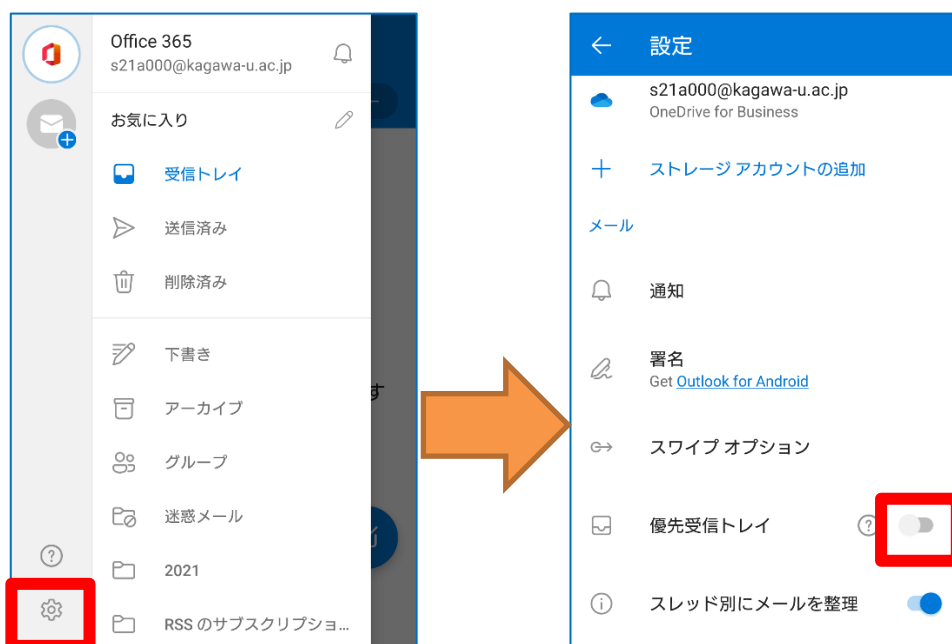 Office 365
s21a000@kagawa-u.ac.jp
お気に入り
受信トレイ
送信済み
削除済み
下書き
アーカイブ
グループ
迷惑メール
2021
RSS のサブスクリプショ...
す
設定
s21a000@kagawa-u.ac.jp
OneDrive for Business
ストレージ アカウントの追加
メール
通知
署名
Get Outlook for Android
スワイプ オプション
優先受信トレイ
スレッド別にメールを整理